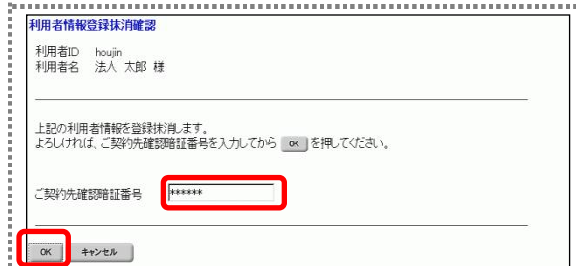 利用者情報登録抹消確認
利用者ID houjin
利用者名 法人 太郎 様
上記の利用者情報を登録抹消します。
よろしければ、ご契約先確認暗証番号を入力してから OK を押してください。
ご契約先確認暗証番号 ******
OK キャンセル